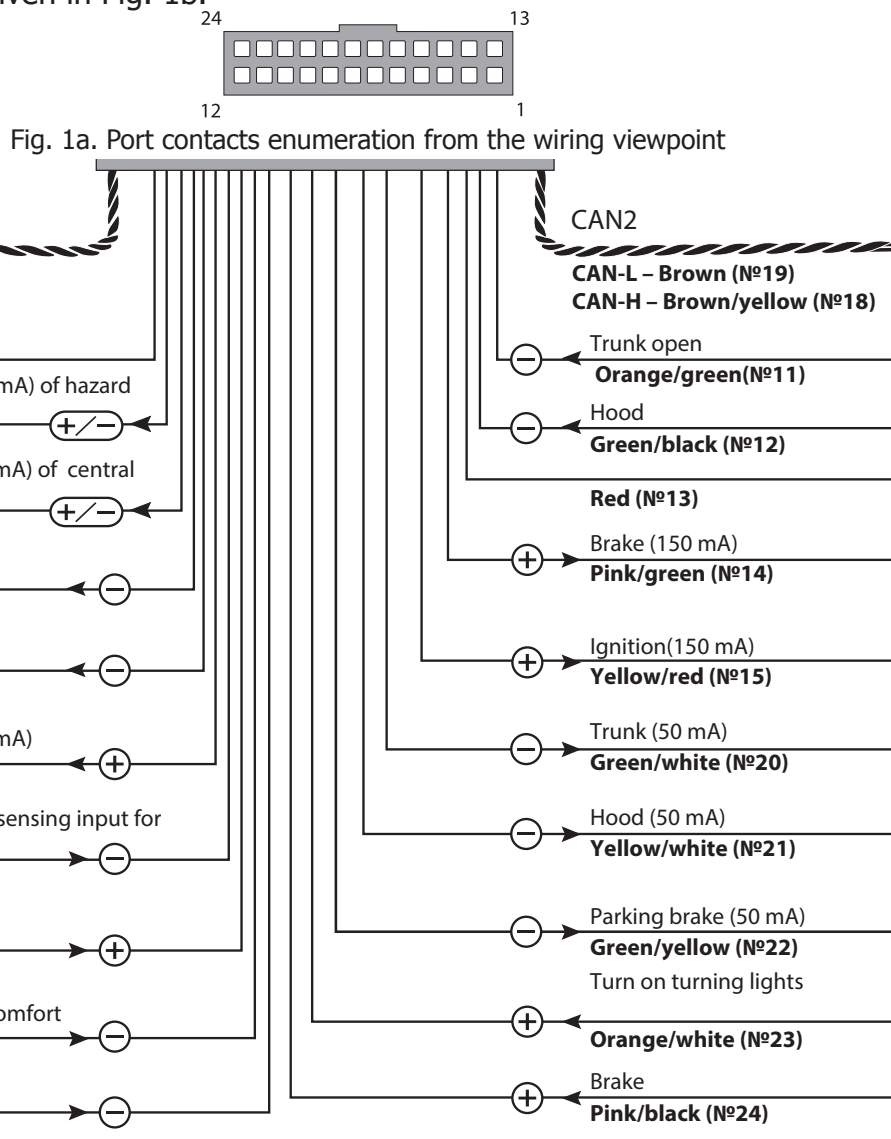 ven in Fig. 1b.
24 13
12 1
Fig. 1a. Port contacts enumeration from the wiring viewpoint
CAN2
CAN-L – Brown (№19)
CAN-H – Brown/yellow (№18)
Trunk open
Orange/green(№11)
mA) of hazard
+/−
Hood
Green/black (№12)
mA) of central
+/−
Red (№13)
Brake (150 mA)
Pink/green (№14)
Ignition(150 mA)
Yellow/red (№15)
mA)
Trunk (50 mA)
Green/white (№20)
sensing input for
Hood (50 mA)
Yellow/white (№21)
Parking brake (50 mA)
Green/yellow (№22)
Turn on turning lights
Orange/white (№23)
omfort
Brake
Pink/black (№24)